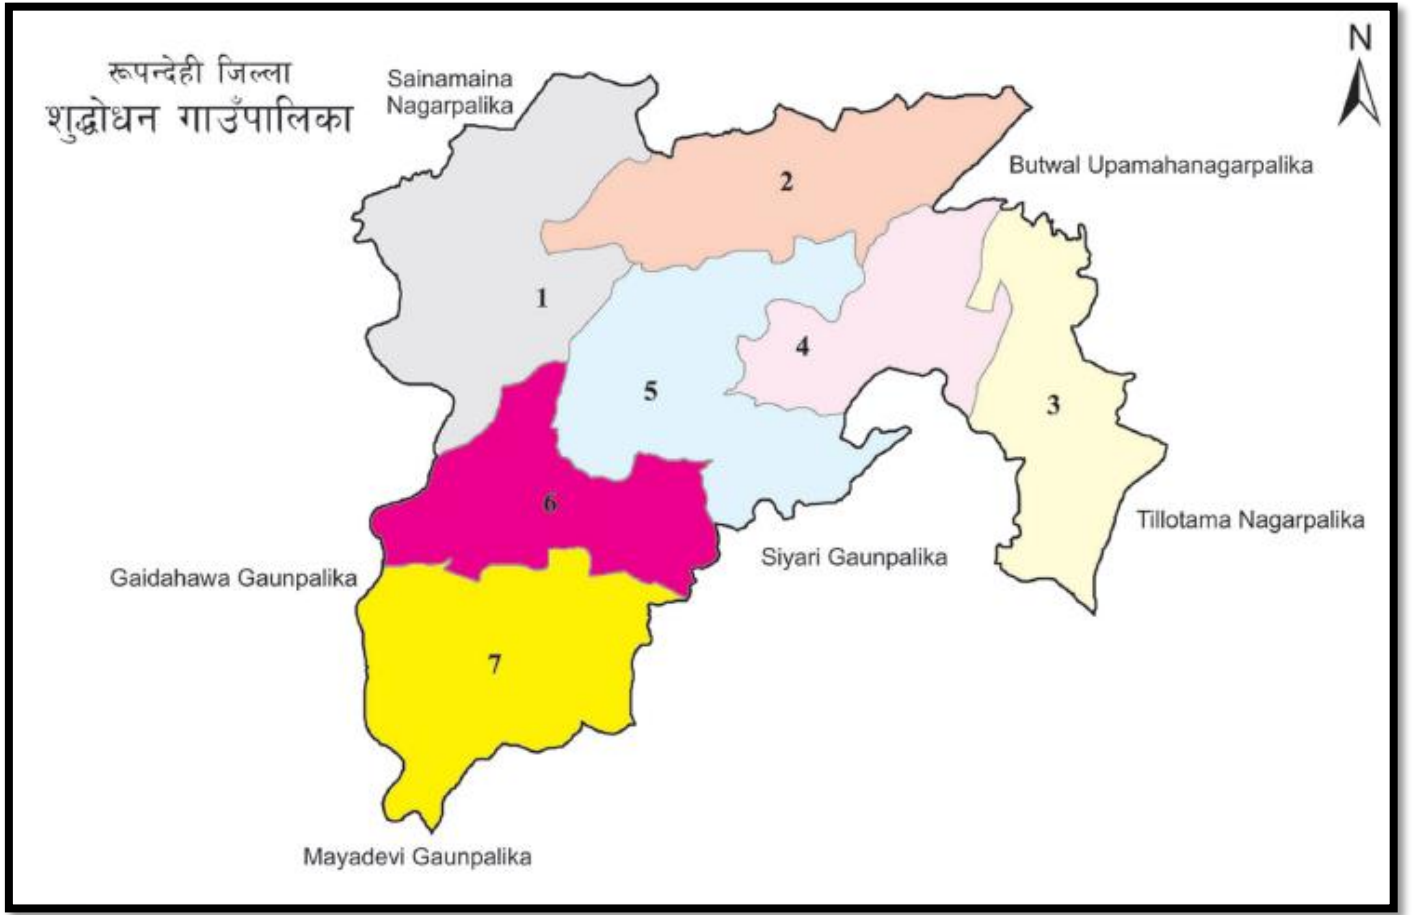 रूपन्देही जिल्ला
शुद्धोधन गाउँपालिका
Sainamaina
Nagarpalika
N
Butwal Upamahanagarpalika
2
1
4
5
3
6
Tillotama Nagarpalika
Siyari Gaunpalika
Gaidahawa Gaunpalika
7
Mayadevi Gaunpalika